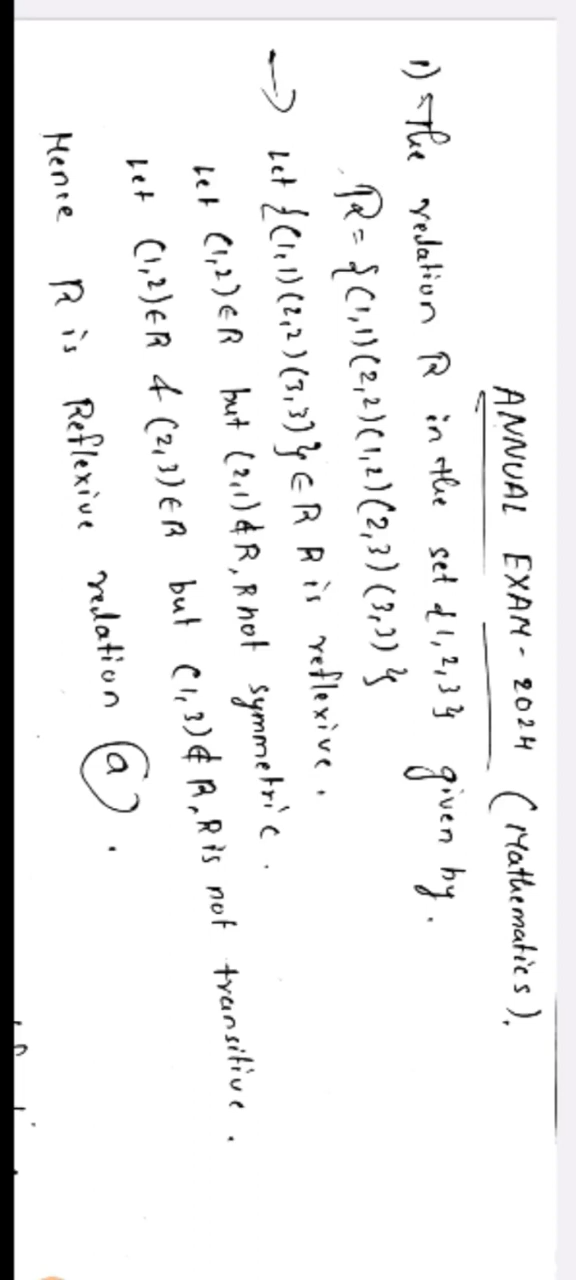 ANNUAL EXAM - 2024 (Mathematics).
1) The relation R in the set {1,2,3} given by.
R = {(1,1)(2,2)(1,2)(2,3)(3,3)}
→ Let {(1,1)(2,2)(3,3)} ∈ R R is reflexive.
Let (1,2)∈R but (2,1)∉R, R not symmetric.
Let (1,2)∈R & (2,3)∈R but (1,3)∉R, R is not transitive.
Hence R is Reflexive relation (a).